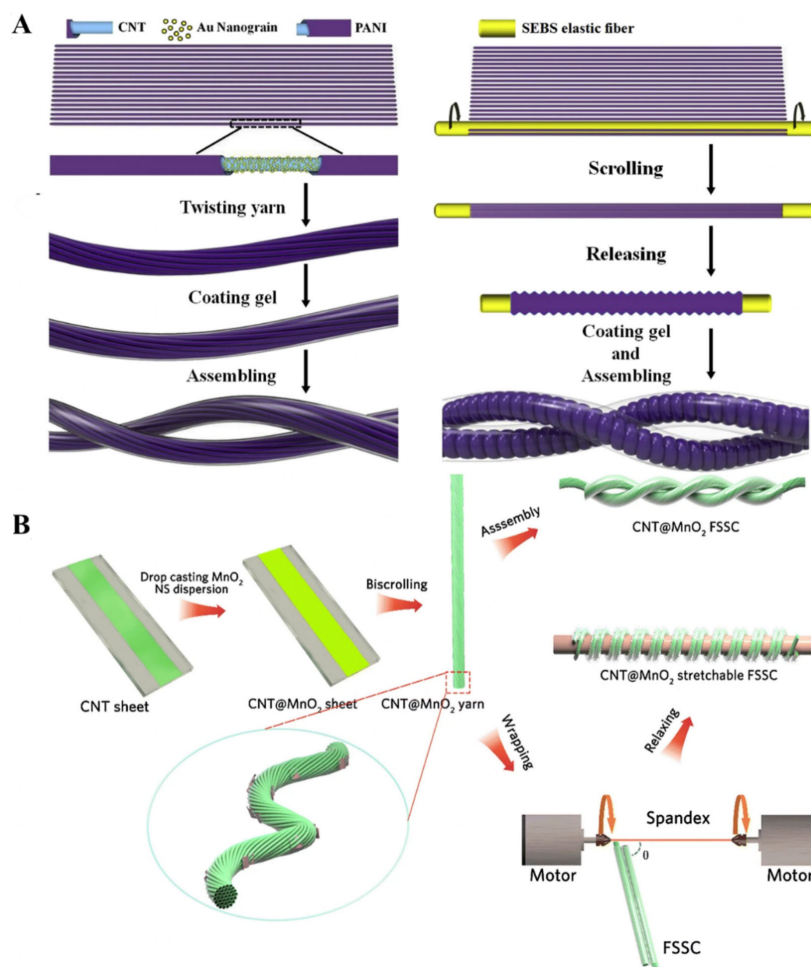 A
CNT
Au Nanograin
PANI
SEBS elastic fiber
Twisting yarn
Coating gel
Assembling
Scrolling
Releasing
Coating gel
and
Assembling
B
CNT sheet
Drop casting MnO₂
NS dispersion
CNT@MnO₂ sheet
Biscrolling
CNT@MnO₂ yarn
Asssembly
CNT@MnO₂ FSSC
Wrapping
Motor
Spandex
θ
Motor
FSSC
Relaxing
CNT@MnO₂ stretchable FSSC